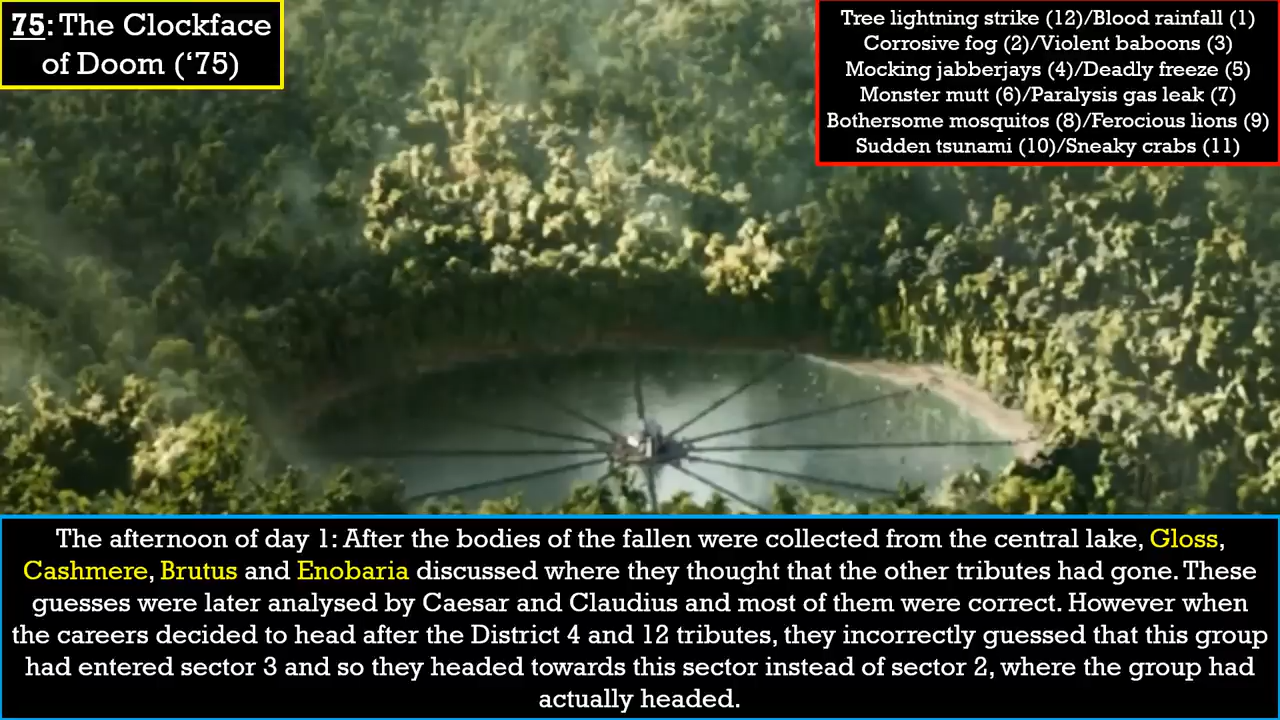 75: The Clockface
of Doom (‘75)
Tree lightning strike (12)/Blood rainfall (1)
Corrosive fog (2)/Violent baboons (3)
Mocking jabberjays (4)/Deadly freeze (5)
Monster mutt (6)/Paralysis gas leak (7)
Bothersome mosquitos (8)/Ferocious lions (9)
Sudden tsunami (10)/Sneaky crabs (11)
The afternoon of day 1: After the bodies of the fallen were collected from the central lake, Gloss,
Cashmere, Brutus and Enobaria discussed where they thought that the other tributes had gone. These
guesses were later analysed by Caesar and Claudius and most of them were correct. However when
the careers decided to head after the District 4 and 12 tributes, they incorrectly guessed that this group
had entered sector 3 and so they headed towards this sector instead of sector 2, where the group had
actually headed.